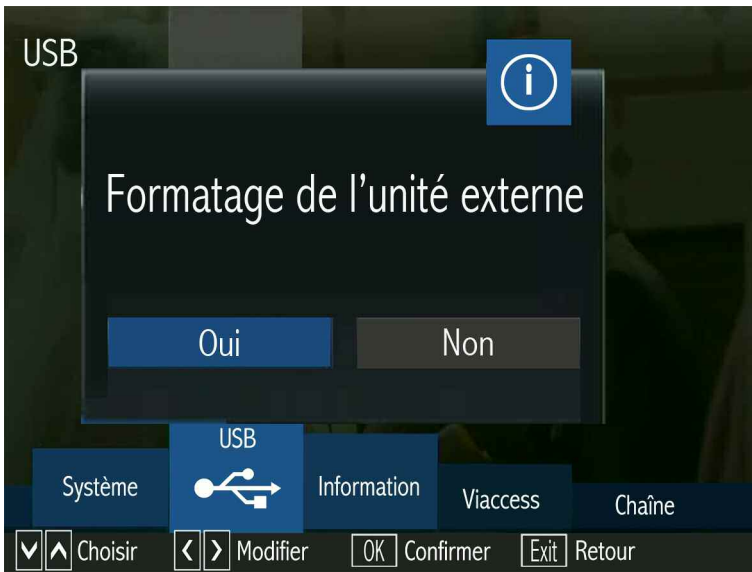 USB
i
Formatage de l’unité externe
Oui Non
USB
Système Information Viaccess Chaîne
Choisir Modifier OK Confirmer Exit Retour